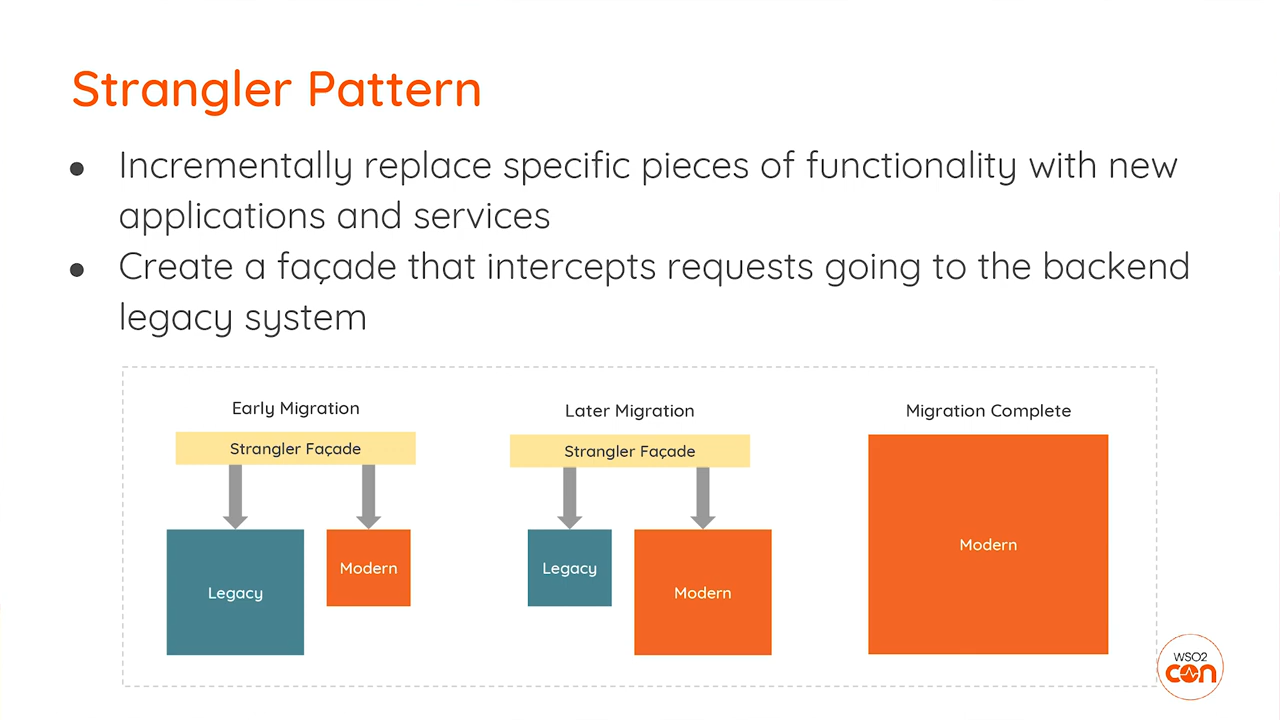 Strangler Pattern
● Incrementally replace specific pieces of functionality with new
applications and services
● Create a façade that intercepts requests going to the backend
legacy system
Early Migration
Strangler Façade
Legacy
Modern
Later Migration
Strangler Façade
Legacy
Modern
Migration Complete
Modern
WSO2
con